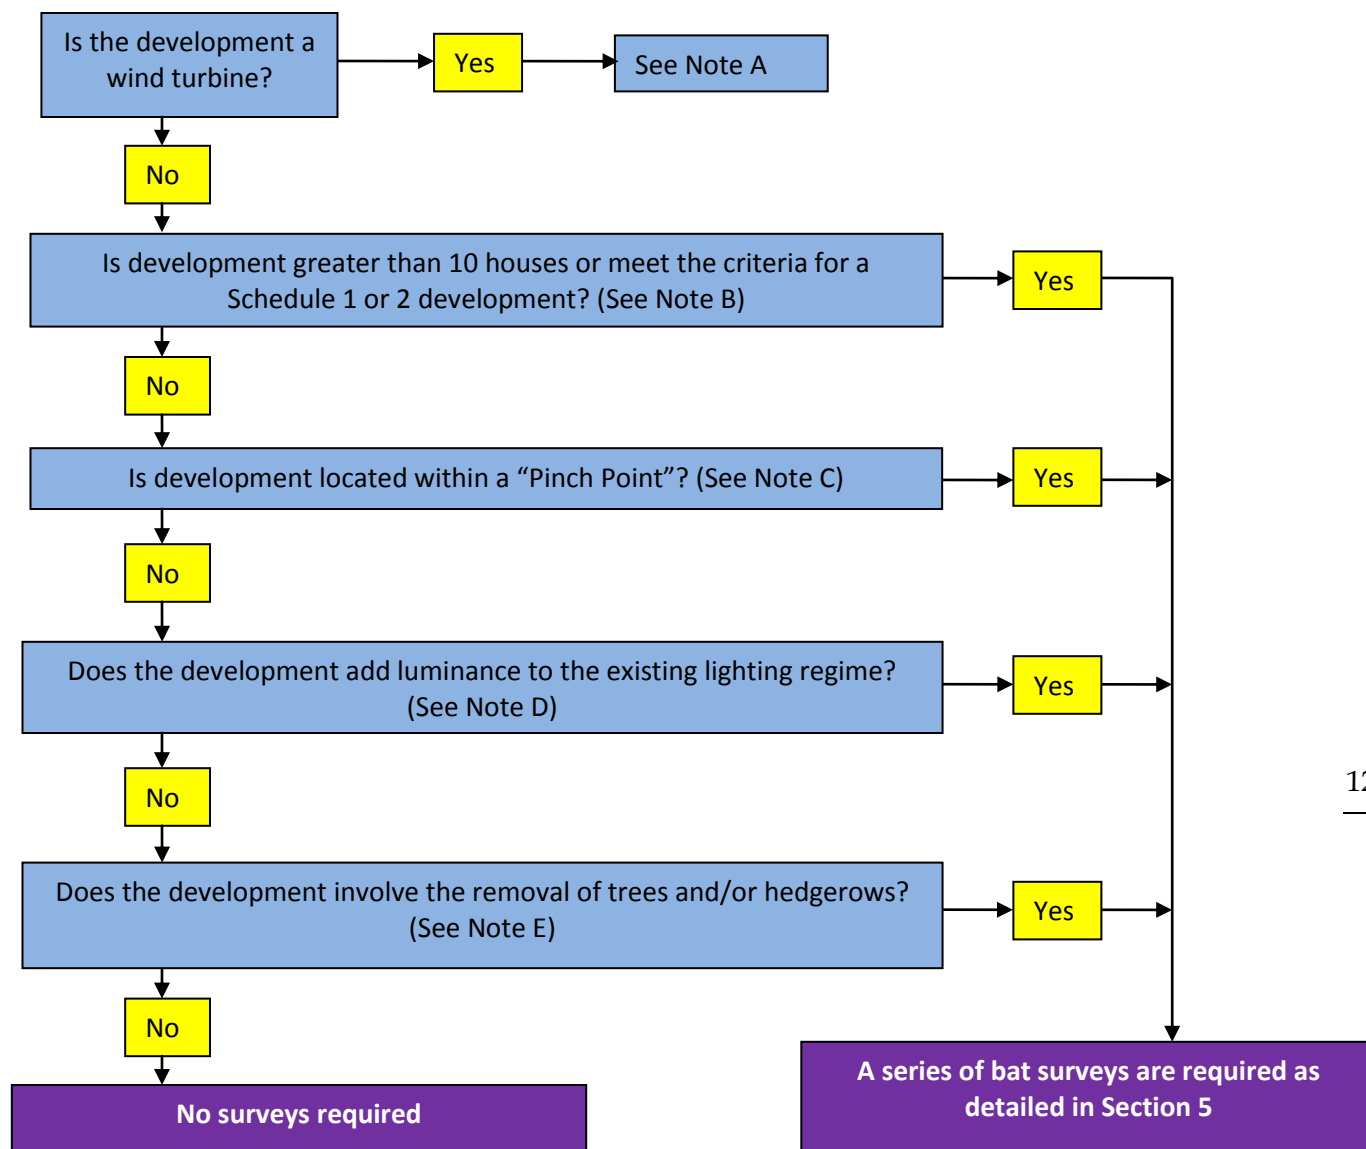 Is the development a
wind turbine?
Yes
See Note A
No
Is development greater than 10 houses or meet the criteria for a
Schedule 1 or 2 development? (See Note B)
Yes
No
Is development located within a “Pinch Point”? (See Note C)
Yes
No
Does the development add luminance to the existing lighting regime?
(See Note D)
Yes
12
No
Does the development involve the removal of trees and/or hedgerows?
(See Note E)
Yes
No
No surveys required
A series of bat surveys are required as
detailed in Section 5